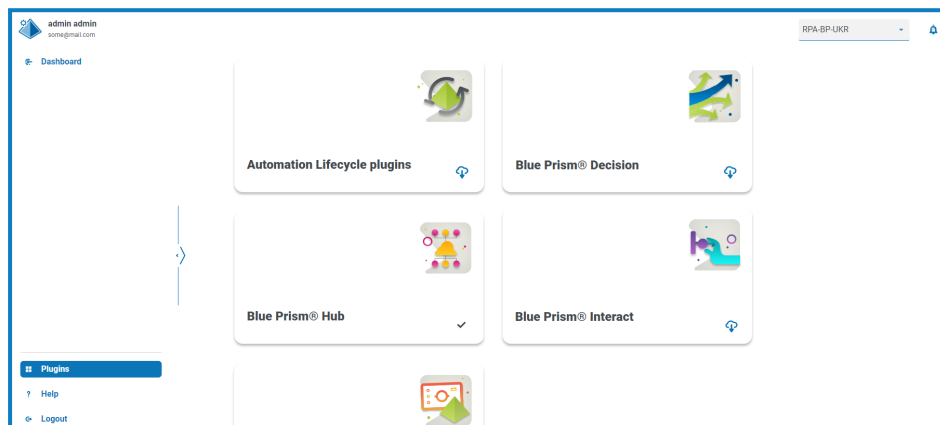 admin admin
some@mail.com
RPA-BP-UKR
Dashboard
Automation Lifecycle plugins
Blue Prism® Decision
Blue Prism® Hub
Blue Prism® Interact
Plugins
? Help
Logout